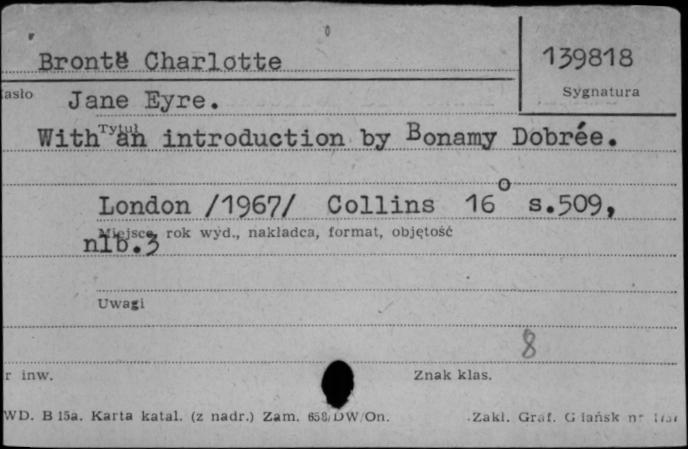 Brontë Charlotte
139818
asło
Sygnatura
Jane Eyre.
Tytuł
With an introduction by Bonamy Dobrée.
London /1967/ Collins 16° s.509,
Miejsce, rok wyd., nakładca, format, objętość
nlb.3
Uwagi
8
r inw.
Znak klas.
WD. B 15a. Karta katal. (z nadr.) Zam. 658/DW/On.
Zakł. Graf. Gdańsk nr